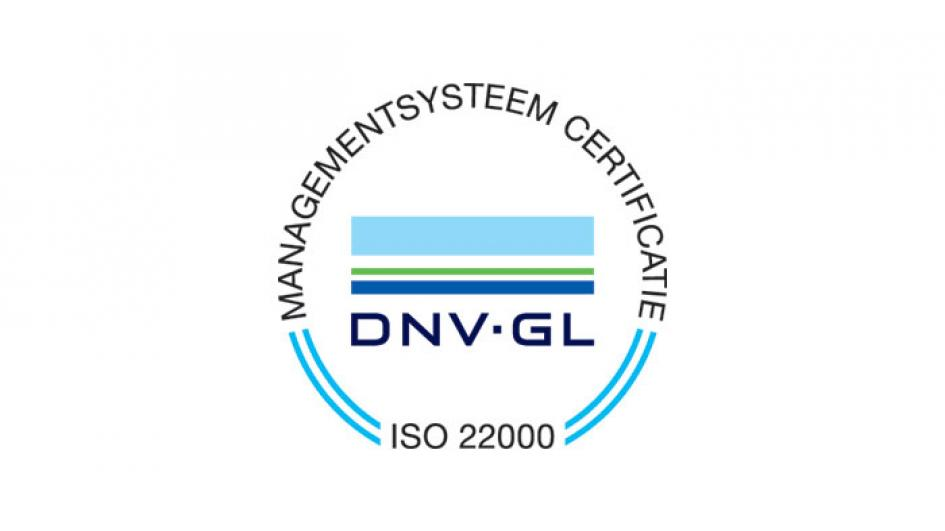 MANAGEMENTSYSTEEM CERTIFICATIE
DNV·GL
ISO 22000